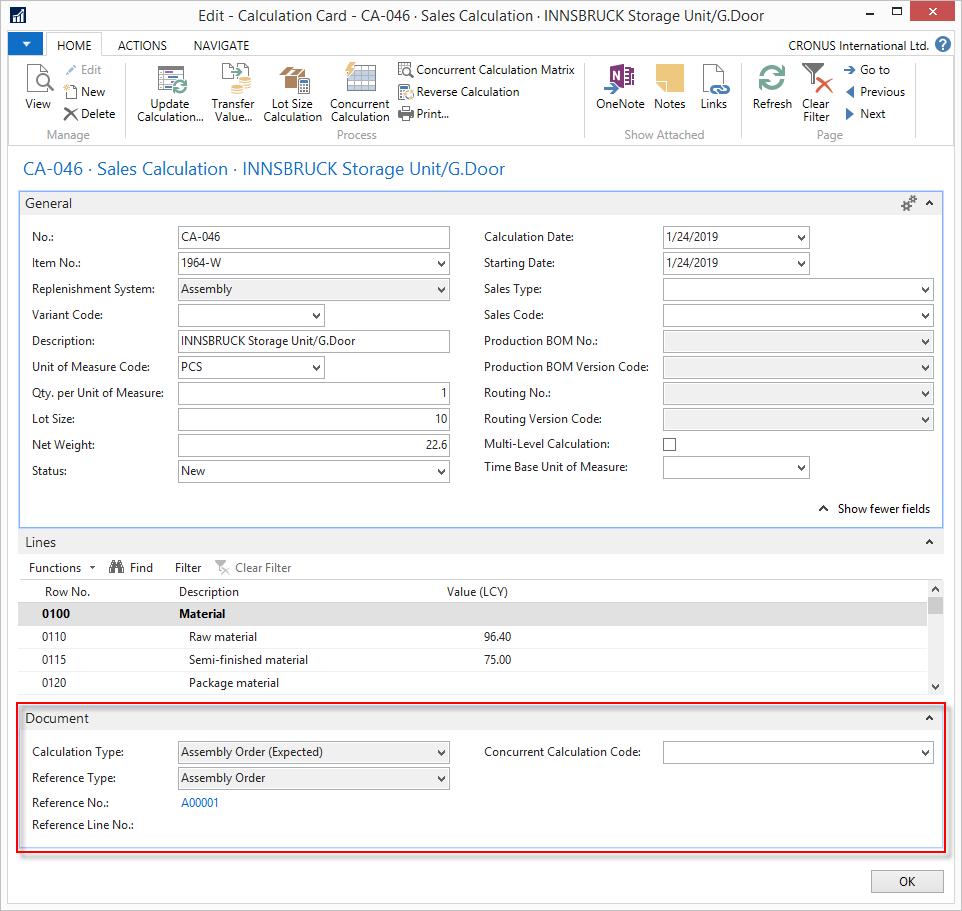 Edit - Calculation Card - CA-046 · Sales Calculation · INNSBRUCK Storage Unit/G.Door
HOME ACTIONS NAVIGATE CRONUS International Ltd.
View
Edit
New
Delete
Manage
Update Calculation...
Transfer Value...
Lot Size Calculation
Concurrent Calculation
Concurrent Calculation Matrix
Reverse Calculation
Print...
Process
OneNote
Notes
Links
Show Attached
Refresh
Clear Filter
Go to
Previous
Next
Page
CA-046 · Sales Calculation · INNSBRUCK Storage Unit/G.Door
General
No.: CA-046
Item No.: 1964-W
Replenishment System: Assembly
Variant Code:
Description: INNSBRUCK Storage Unit/G.Door
Unit of Measure Code: PCS
Qty. per Unit of Measure: 1
Lot Size: 10
Net Weight: 22.6
Status: New
Calculation Date: 1/24/2019
Starting Date: 1/24/2019
Sales Type:
Sales Code:
Production BOM No.:
Production BOM Version Code:
Routing No.:
Routing Version Code:
Multi-Level Calculation:
Time Base Unit of Measure:
Show fewer fields
Lines
Functions Find Filter Clear Filter
Row No. Description Value (LCY)
0100 Material
0110 Raw material 96.40
0115 Semi-finished material 75.00
0120 Package material
Document
Calculation Type: Assembly Order (Expected)
Reference Type: Assembly Order
Reference No.: A00001
Reference Line No.:
Concurrent Calculation Code:
OK